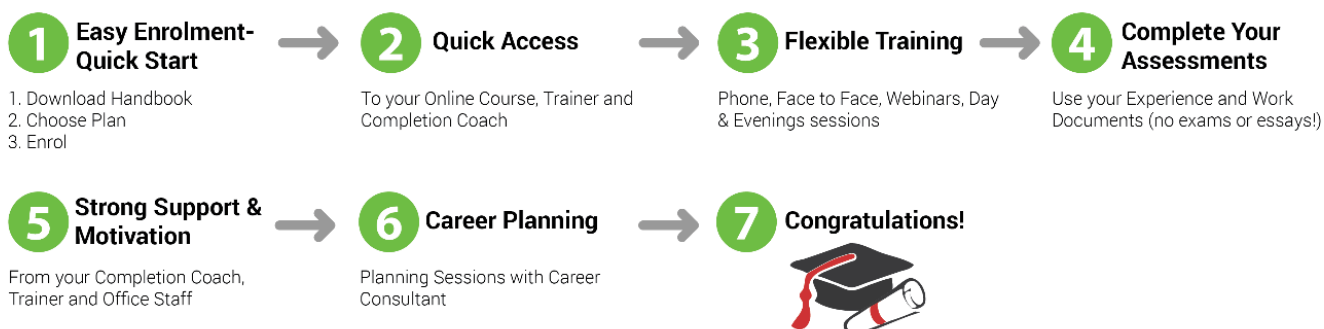 1 Easy Enrolment-
Quick Start
1. Download Handbook
2. Choose Plan
3. Enrol
2 Quick Access
To your Online Course, Trainer and
Completion Coach
3 Flexible Training
Phone, Face to Face, Webinars, Day
& Evenings sessions
4 Complete Your
Assessments
Use your Experience and Work
Documents (no exams or essays!)
5 Strong Support &
Motivation
From your Completion Coach,
Trainer and Office Staff
6 Career Planning
Planning Sessions with Career
Consultant
7 Congratulations!